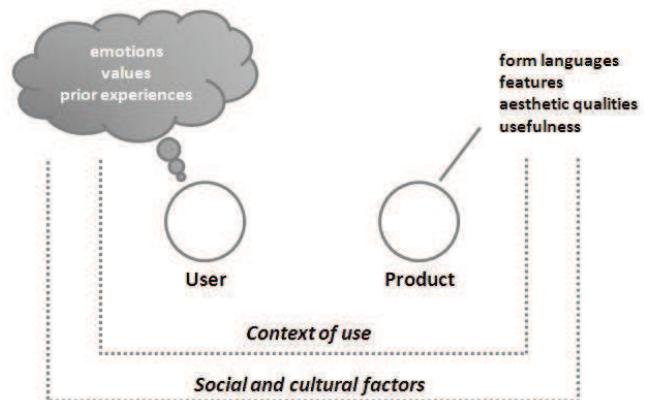 emotions
values
prior experiences
form languages
features
aesthetic qualities
usefulness
User
Product
Context of use
Social and cultural factors